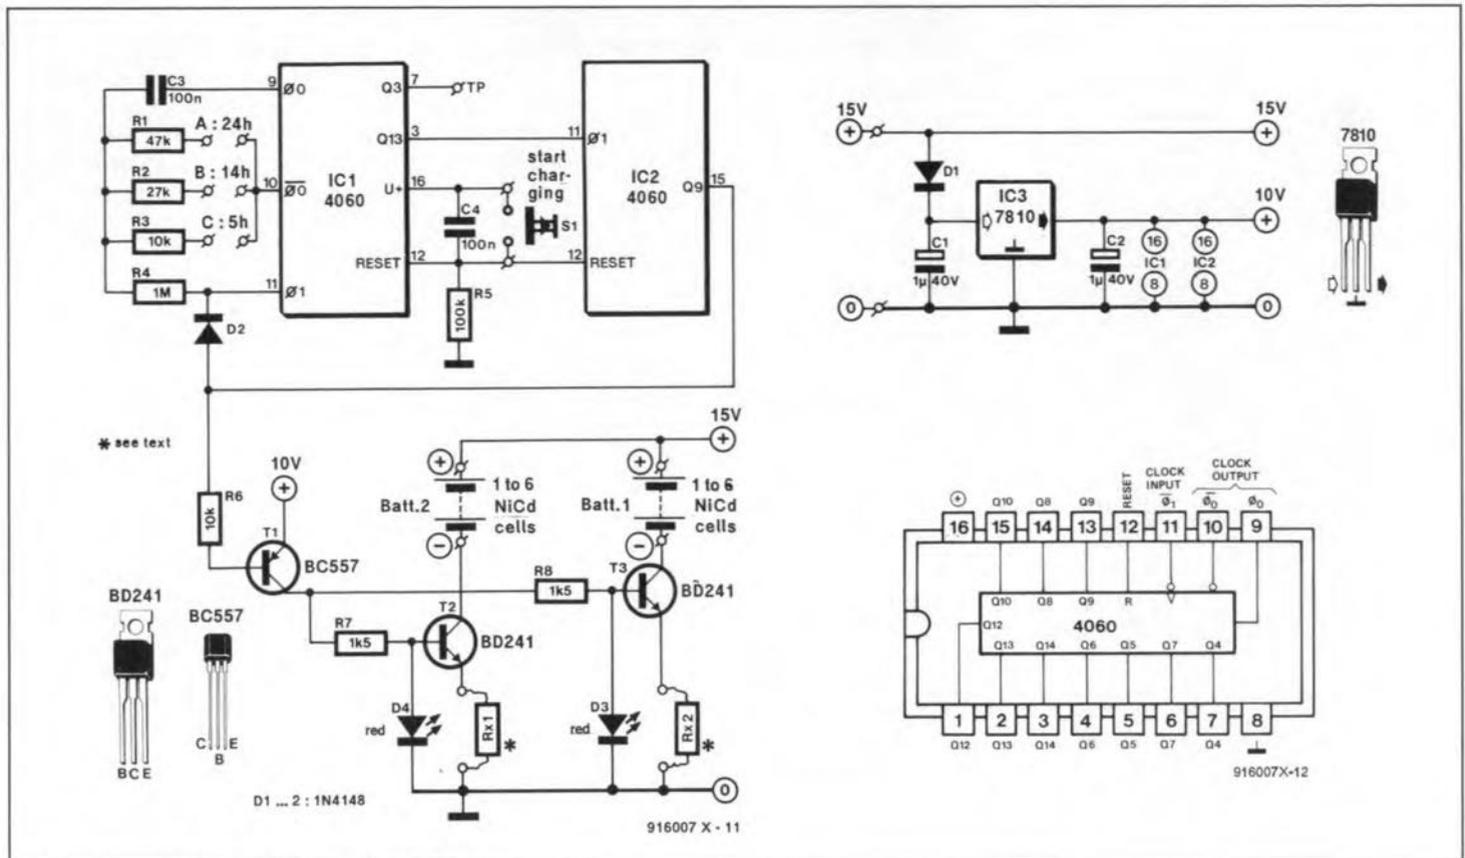 C3
100n
R1
47k
A : 24h
R2
27k
B : 14h
R3
10k
C : 5h
R4
1M
D2
9
Ø0
10
Ø0
11
Ø1
IC1
4060
Q3
7
TP
Q13
3
U+
16
RESET
12
C4
100n
R5
100k
start
char-
ging
S1
11
Ø1
IC2
4060
Q9
15
12
RESET
* see text
R6
10k
10V
+
T1
BC557
R7
1k5
R8
1k5
T2
BD241
T3
BD241
15V
+
+
Batt.2
−
1 to 6
NiCd
cells
+
Batt.1
−
1 to 6
NiCd
cells
D4
red
Rx1
*
D3
red
Rx2
*
0
BD241
B C E
BC557
C
B
E
D1 ... 2 : 1N4148
916007 X - 11
15V
+
15V
+
D1
IC3
7810
10V
+
C1
1µ 40V
C2
1µ 40V
16
IC1
8
16
IC2
8
0
0
7810
CLOCK
INPUT
CLOCK
OUTPUT
+
Q10
Q8
Q9
RESET
Ø1
Ø0
Ø0
16
15
14
13
12
11
10
9
Q10
Q8
Q9
R
Q12
4060
Q13
Q14
Q6
Q5
Q7
Q4
1
2
3
4
5
6
7
8
Q12
Q13
Q14
Q6
Q5
Q7
Q4
916007X-12